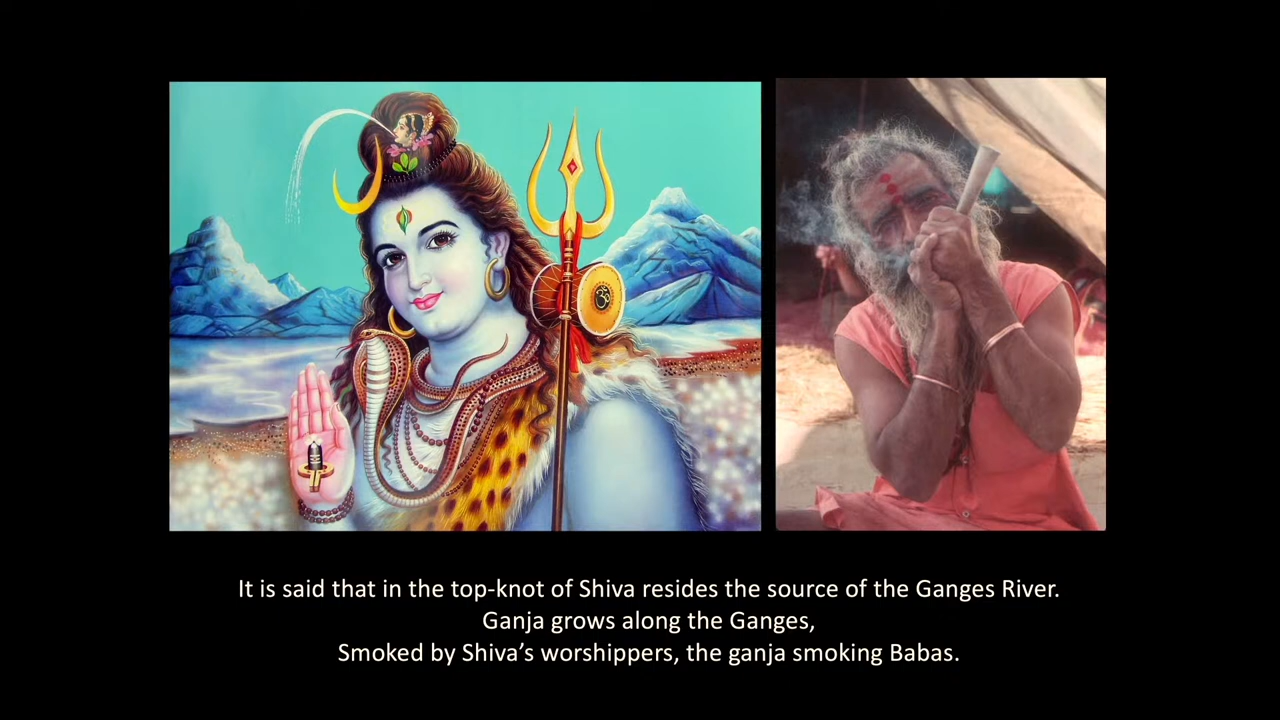 ॐ
It is said that in the top-knot of Shiva resides the source of the Ganges River.
Ganja grows along the Ganges,
Smoked by Shiva’s worshippers, the ganja smoking Babas.